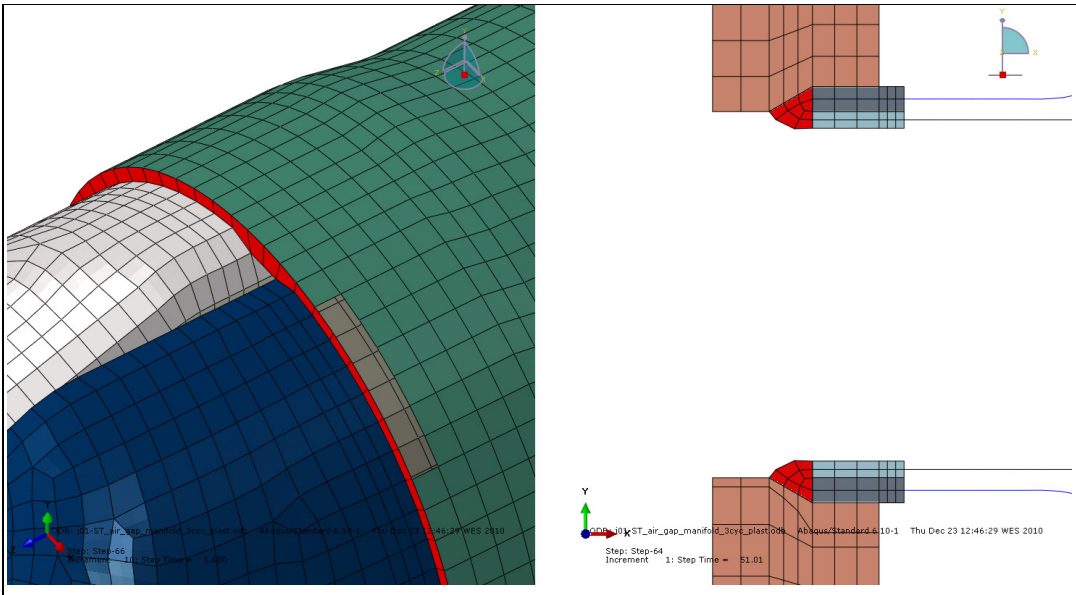 ODB: j01-ST_air_gap_manifold_3cyc_plast.odb Abaqus/Standard 6.10-1 Thu Dec 23 12:46:29 WES 2010
Step: Step-66
Increment 10: Step Time = 1.000
Y
X
Y
X
ODB: j01-ST_air_gap_manifold_3cyc_plast.odb Abaqus/Standard 6.10-1 Thu Dec 23 12:46:29 WES 2010
Step: Step-64
Increment 1: Step Time = 51.01